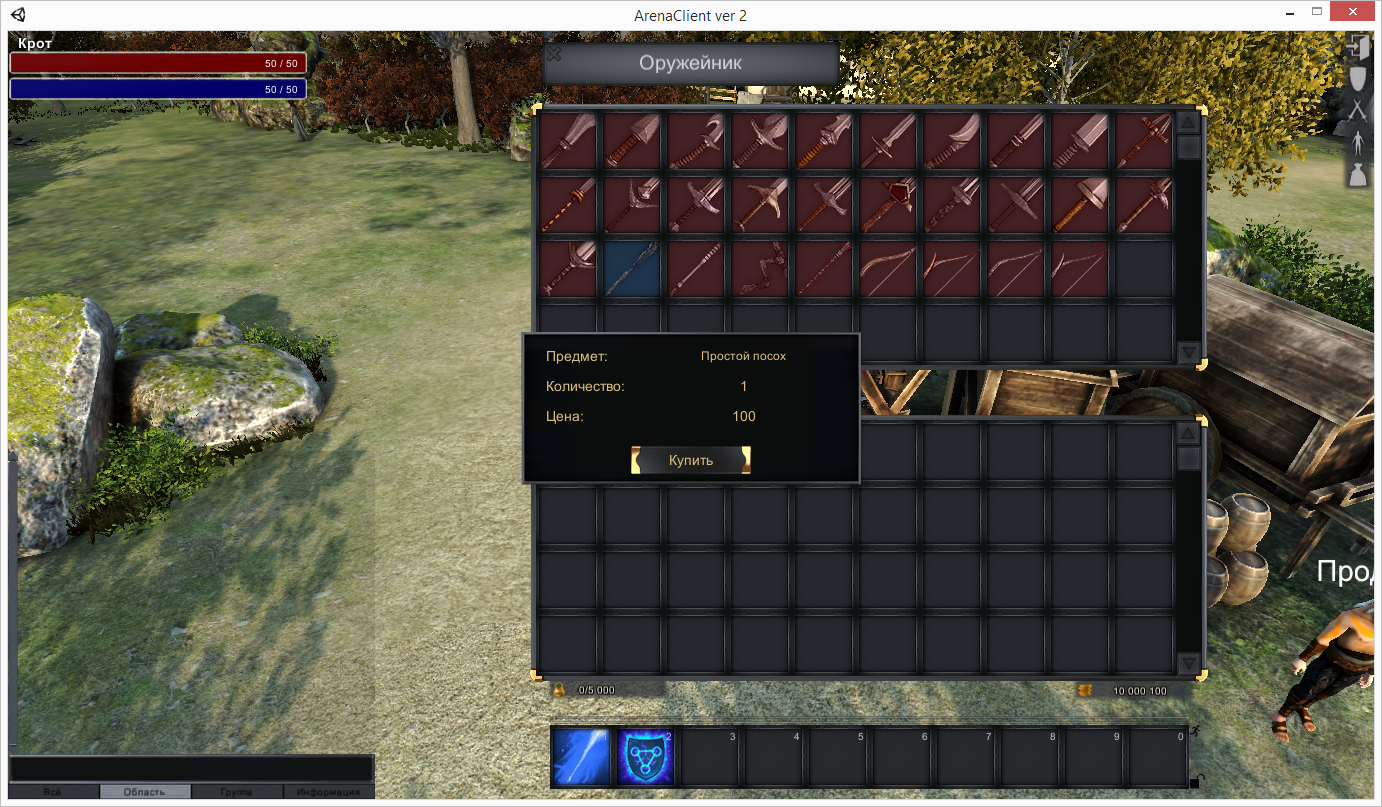 ArenaClient ver 2
Крот
50 / 50
50 / 50
Оружейник
Предмет: Простой посох
Количество: 1
Цена: 100
Купить
0/5 000
10 000 100
2 3 4 5 6 7 8 9 0
Всё Область Группа Информация